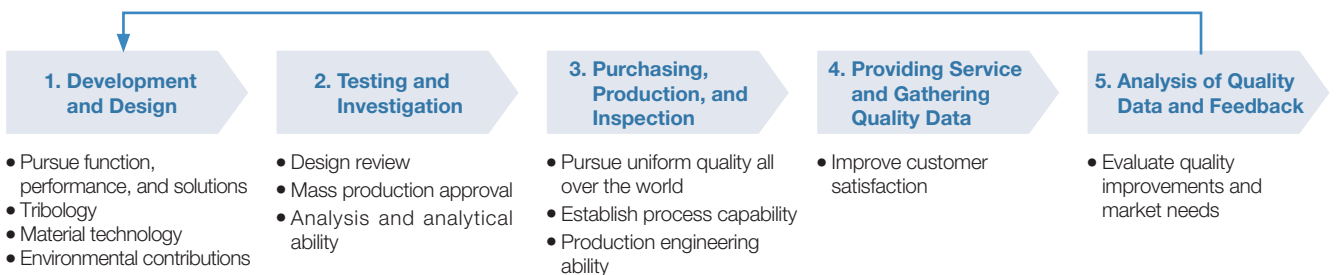 1. Development
and Design
• Pursue function,
performance, and solutions
• Tribology
• Material technology
• Environmental contributions
2. Testing and
Investigation
• Design review
• Mass production approval
• Analysis and analytical
ability
3. Purchasing,
Production, and
Inspection
• Pursue uniform quality all
over the world
• Establish process capability
• Production engineering
ability
4. Providing Service
and Gathering
Quality Data
• Improve customer
satisfaction
5. Analysis of Quality
Data and Feedback
• Evaluate quality
improvements and
market needs